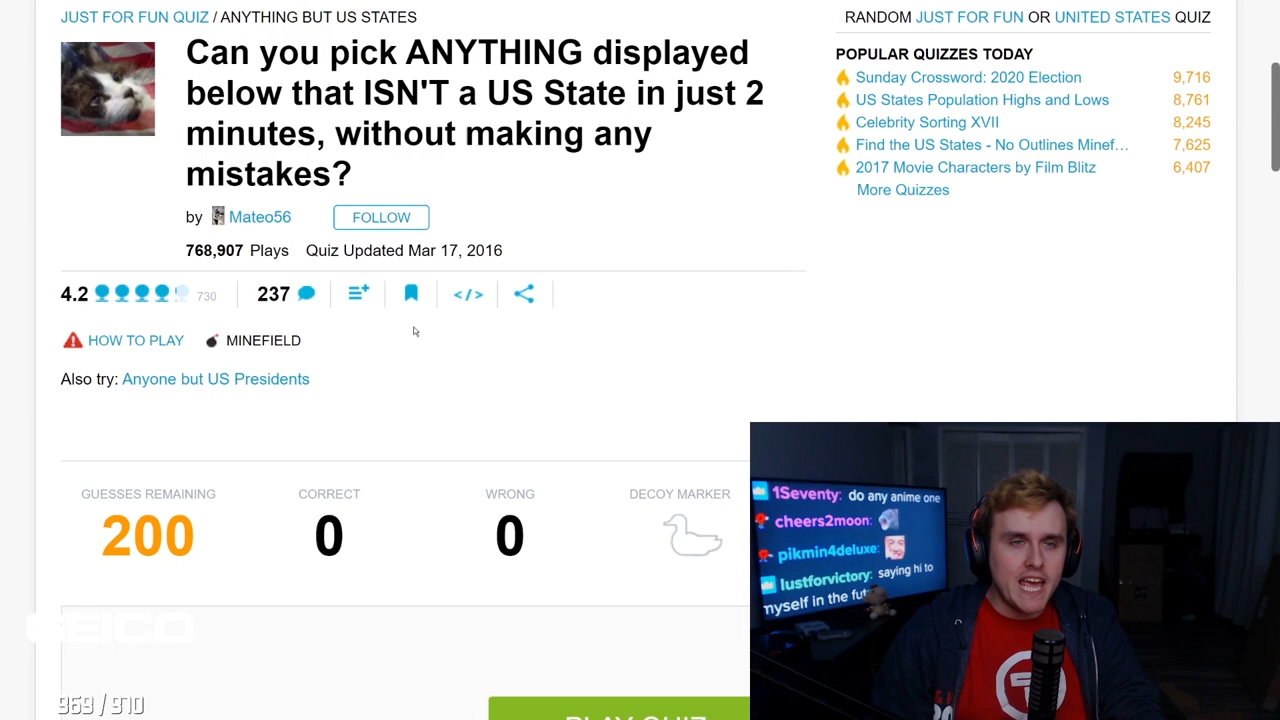 JUST FOR FUN QUIZ / ANYTHING BUT US STATES
Can you pick ANYTHING displayed
below that ISN'T a US State in just 2
minutes, without making any
mistakes?
by Mateo56 FOLLOW
768,907 Plays Quiz Updated Mar 17, 2016
4.2 730 237 </>
HOW TO PLAY MINEFIELD
Also try: Anyone but US Presidents
RANDOM JUST FOR FUN OR UNITED STATES QUIZ
POPULAR QUIZZES TODAY
Sunday Crossword: 2020 Election 9,716
US States Population Highs and Lows 8,761
Celebrity Sorting XVII 8,245
Find the US States - No Outlines Minef… 7,625
2017 Movie Characters by Film Blitz 6,407
More Quizzes
GUESSES REMAINING CORRECT WRONG DECOY MARKER
200 0 0
GEICO
969 / 970
PLAY QUIZ
1Seventy: do any anime one
cheers2moon:
pikmin4deluxe:
lustforvictory: saying hi to
myself in the